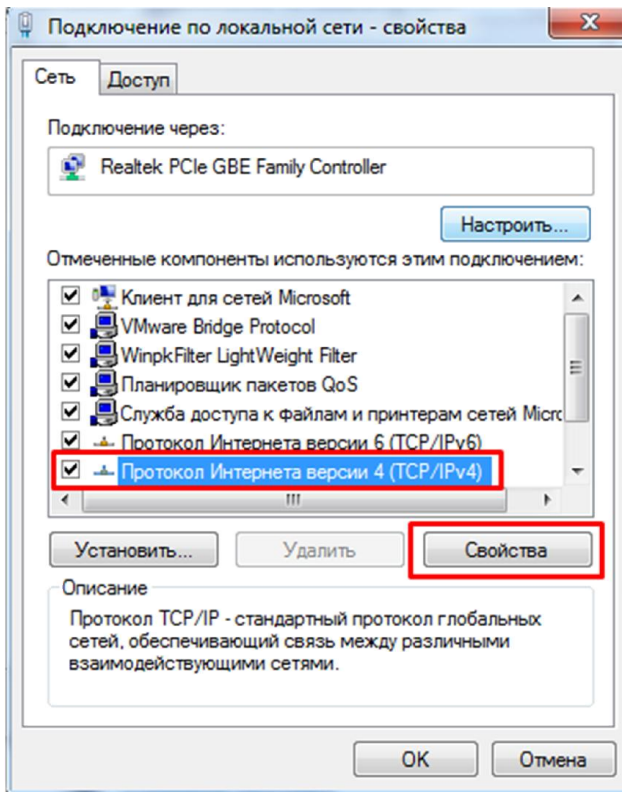 Подключение по локальной сети - свойства
Сеть
Доступ
Подключение через:
Realtek PCIe GBE Family Controller
Настроить...
Отмеченные компоненты используются этим подключением:
Клиент для сетей Microsoft
VMware Bridge Protocol
WinpkFilter LightWeight Filter
Планировщик пакетов QoS
Служба доступа к файлам и принтерам сетей Micro
Протокол Интернета версии 6 (TCP/IPv6)
Протокол Интернета версии 4 (TCP/IPv4)
Установить...
Удалить
Свойства
Описание
Протокол TCP/IP - стандартный протокол глобальных
сетей, обеспечивающий связь между различными
взаимодействующими сетями.
OK
Отмена